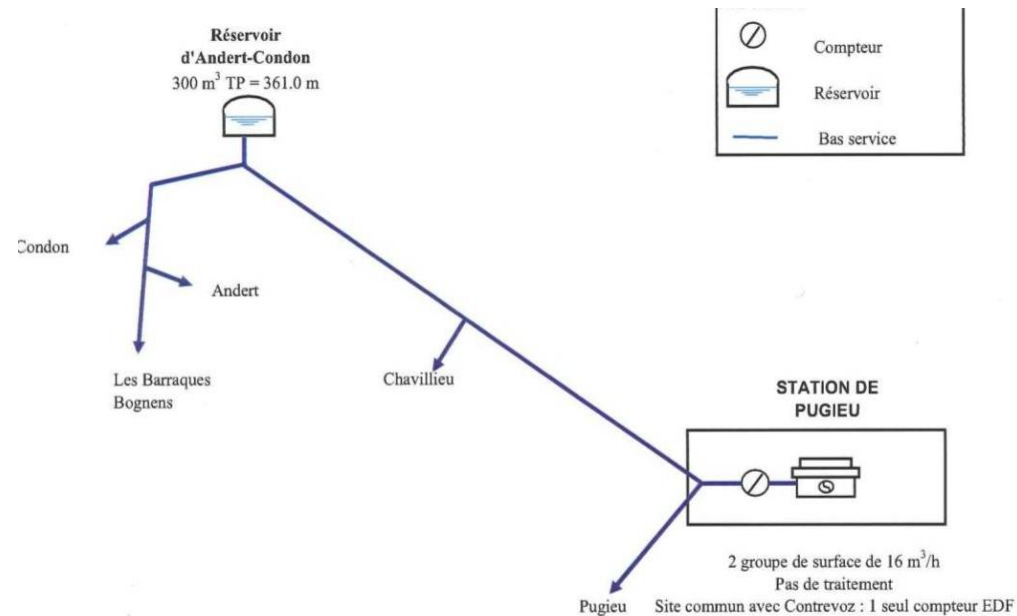 Réservoir
d'Andert-Condon
300 m³ TP = 361.0 m
Compteur
Réservoir
Bas service
Condon
Andert
Les Barraques
Bognens
Chavillieu
STATION DE
PUGIEU
2 groupe de surface de 16 m³/h
Pas de traitement
Pugieu
Site commun avec Contrevoz : 1 seul compteur EDF